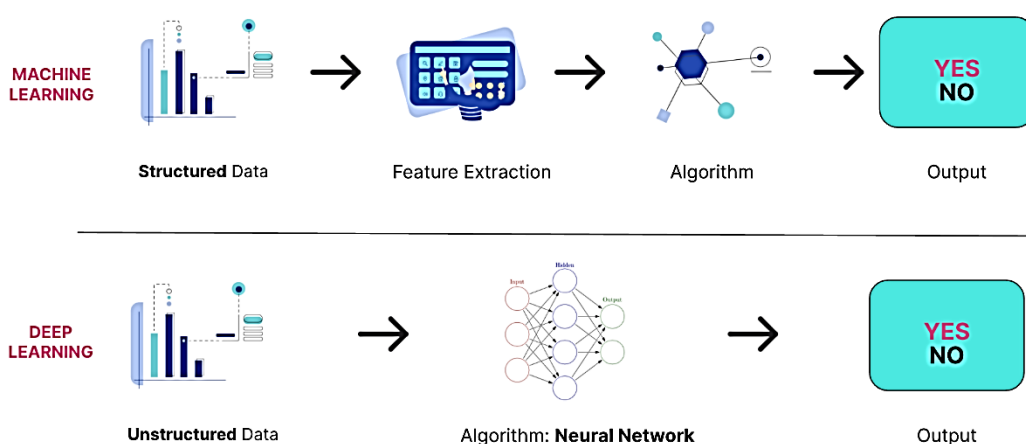 MACHINE
LEARNING
YES
NO
Structured Data
Feature Extraction
Algorithm
Output
DEEP
LEARNING
Input
Hidden
Output
YES
NO
Unstructured Data
Algorithm: Neural Network
Output